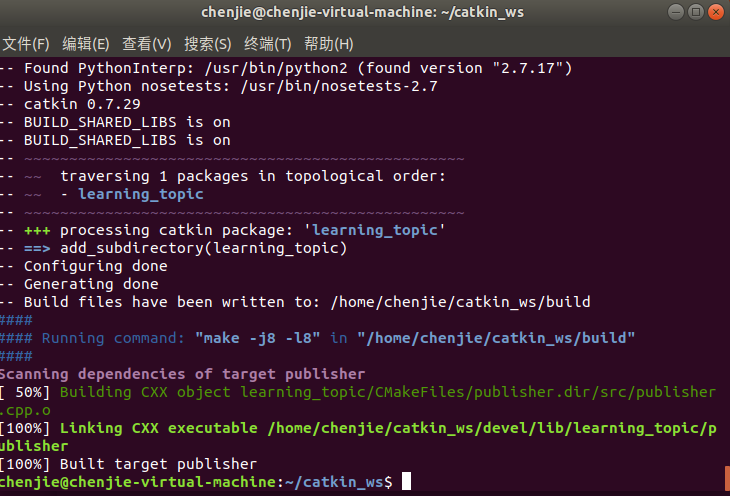 chenjie@chenjie-virtual-machine: ~/catkin_ws
文件(F) 编辑(E) 查看(V) 搜索(S) 终端(T) 帮助(H)
-- Found PythonInterp: /usr/bin/python2 (found version "2.7.17")
-- Using Python nosetests: /usr/bin/nosetests-2.7
-- catkin 0.7.29
-- BUILD_SHARED_LIBS is on
-- BUILD_SHARED_LIBS is on
-- ~~~~~~~~~~~~~~~~~~~~~~~~~~~~~~~~~~~~~~~~~~~~~~~~~
-- ~~  traversing 1 packages in topological order:
-- ~~  - learning_topic
-- ~~~~~~~~~~~~~~~~~~~~~~~~~~~~~~~~~~~~~~~~~~~~~~~~~
-- +++ processing catkin package: 'learning_topic'
-- ==> add_subdirectory(learning_topic)
-- Configuring done
-- Generating done
-- Build files have been written to: /home/chenjie/catkin_ws/build
####
#### Running command: "make -j8 -l8" in "/home/chenjie/catkin_ws/build"
####
Scanning dependencies of target publisher
[ 50%] Building CXX object learning_topic/CMakeFiles/publisher.dir/src/publisher
.cpp.o
[100%] Linking CXX executable /home/chenjie/catkin_ws/devel/lib/learning_topic/p
ublisher
[100%] Built target publisher
chenjie@chenjie-virtual-machine:~/catkin_ws$